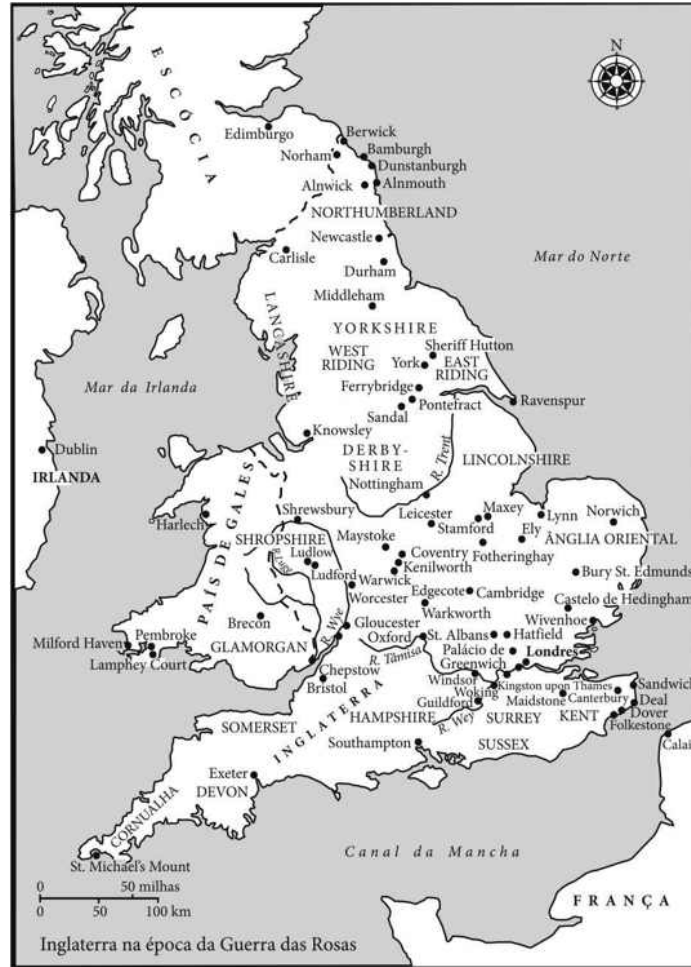 N
ESCÓCIA
Edimburgo
Berwick
Bamburgh
Norham
Dunstanburgh
Alnwick
Alnmouth
NORTHUMBERLAND
Newcastle
Carlisle
Mar do Norte
Durham
Middleham
LANCASHIRE
YORKSHIRE
Sheriff Hutton
WEST
RIDING
York
EAST
RIDING
Mar da Irlanda
Ferrybridge
Pontefract
Ravenspur
Sandal
Knowsley
Dublin
IRLANDA
DERBY-
SHIRE
R. Trent
LINCOLNSHIRE
Nottingham
PAÍS DE GALES
Shrewsbury
Harlech
Leicester
Maxey
Stamford
Lynn
Norwich
SHROPSHIRE
Maystoke
Ely
ÂNGLIA ORIENTAL
R. Lugg
Ludlow
Coventry
Fotheringhay
Ludford
Kenilworth
Warwick
Bury St. Edmunds
Worcester
Edgecote
Cambridge
Castelo de Hedingham
Brecon
Warkworth
Wivenhoe
R. Wye
Gloucester
Milford Haven
Pembroke
GLAMORGAN
Oxford
St. Albans
Hatfield
Lamphey Court
R. Tâmisa
Palácio de
Greenwich
Londres
Chepstow
Windsor
Bristol
Woking
Kingston upon Thames
Sandwich
Guildford
Maidstone
Canterbury
Deal
INGLATERRA
HAMPSHIRE
R. Wey
SURREY
KENT
Dover
SOMERSET
Folkestone
Southampton
SUSSEX
Calai
Exeter
DEVON
CORNUALHA
St. Michael's Mount
Canal da Mancha
0 50 milhas
0 50 100 km
FRANÇA
Inglaterra na época da Guerra das Rosas